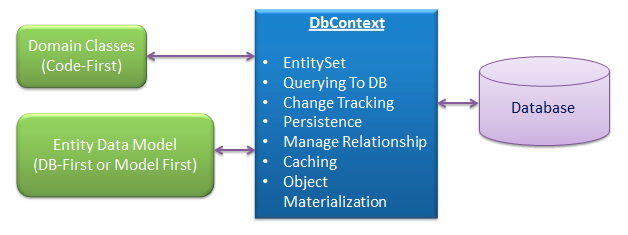 Domain Classes
(Code-First)
Entity Data Model
(DB-First or Model First)
DbContext
• EntitySet
• Querying To DB
• Change Tracking
• Persistence
• Manage Relationship
• Caching
• Object
Materialization
Database